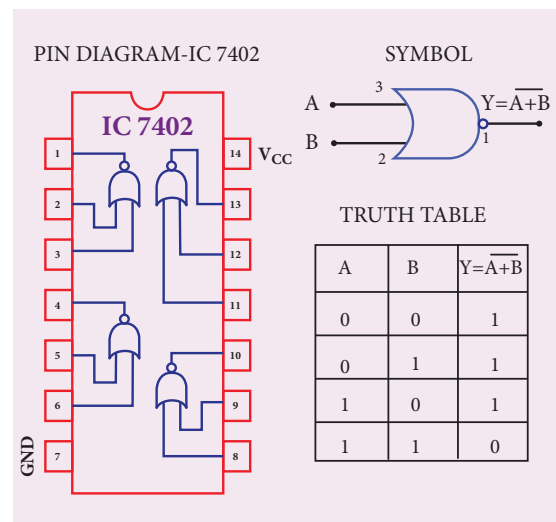 PIN DIAGRAM-IC 7402
SYMBOL
IC 7402
1
2
3
4
5
6
7
14
13
12
11
10
9
8
V_CC
GND
A
3
B
2
Y=A̅+̅B̅
1
TRUTH TABLE
A B Y=A̅+̅B̅
0 0 1
0 1 1
1 0 1
1 1 0